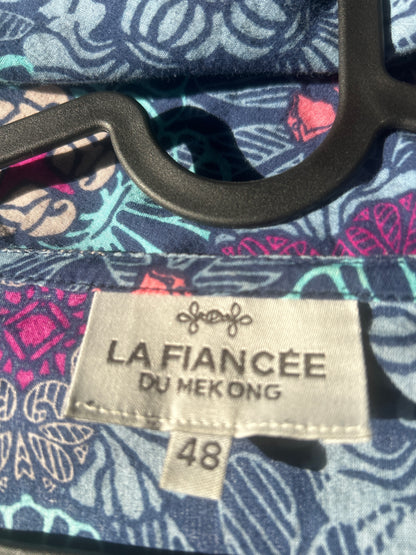 LA FIANCÉE
DU MEKONG
48